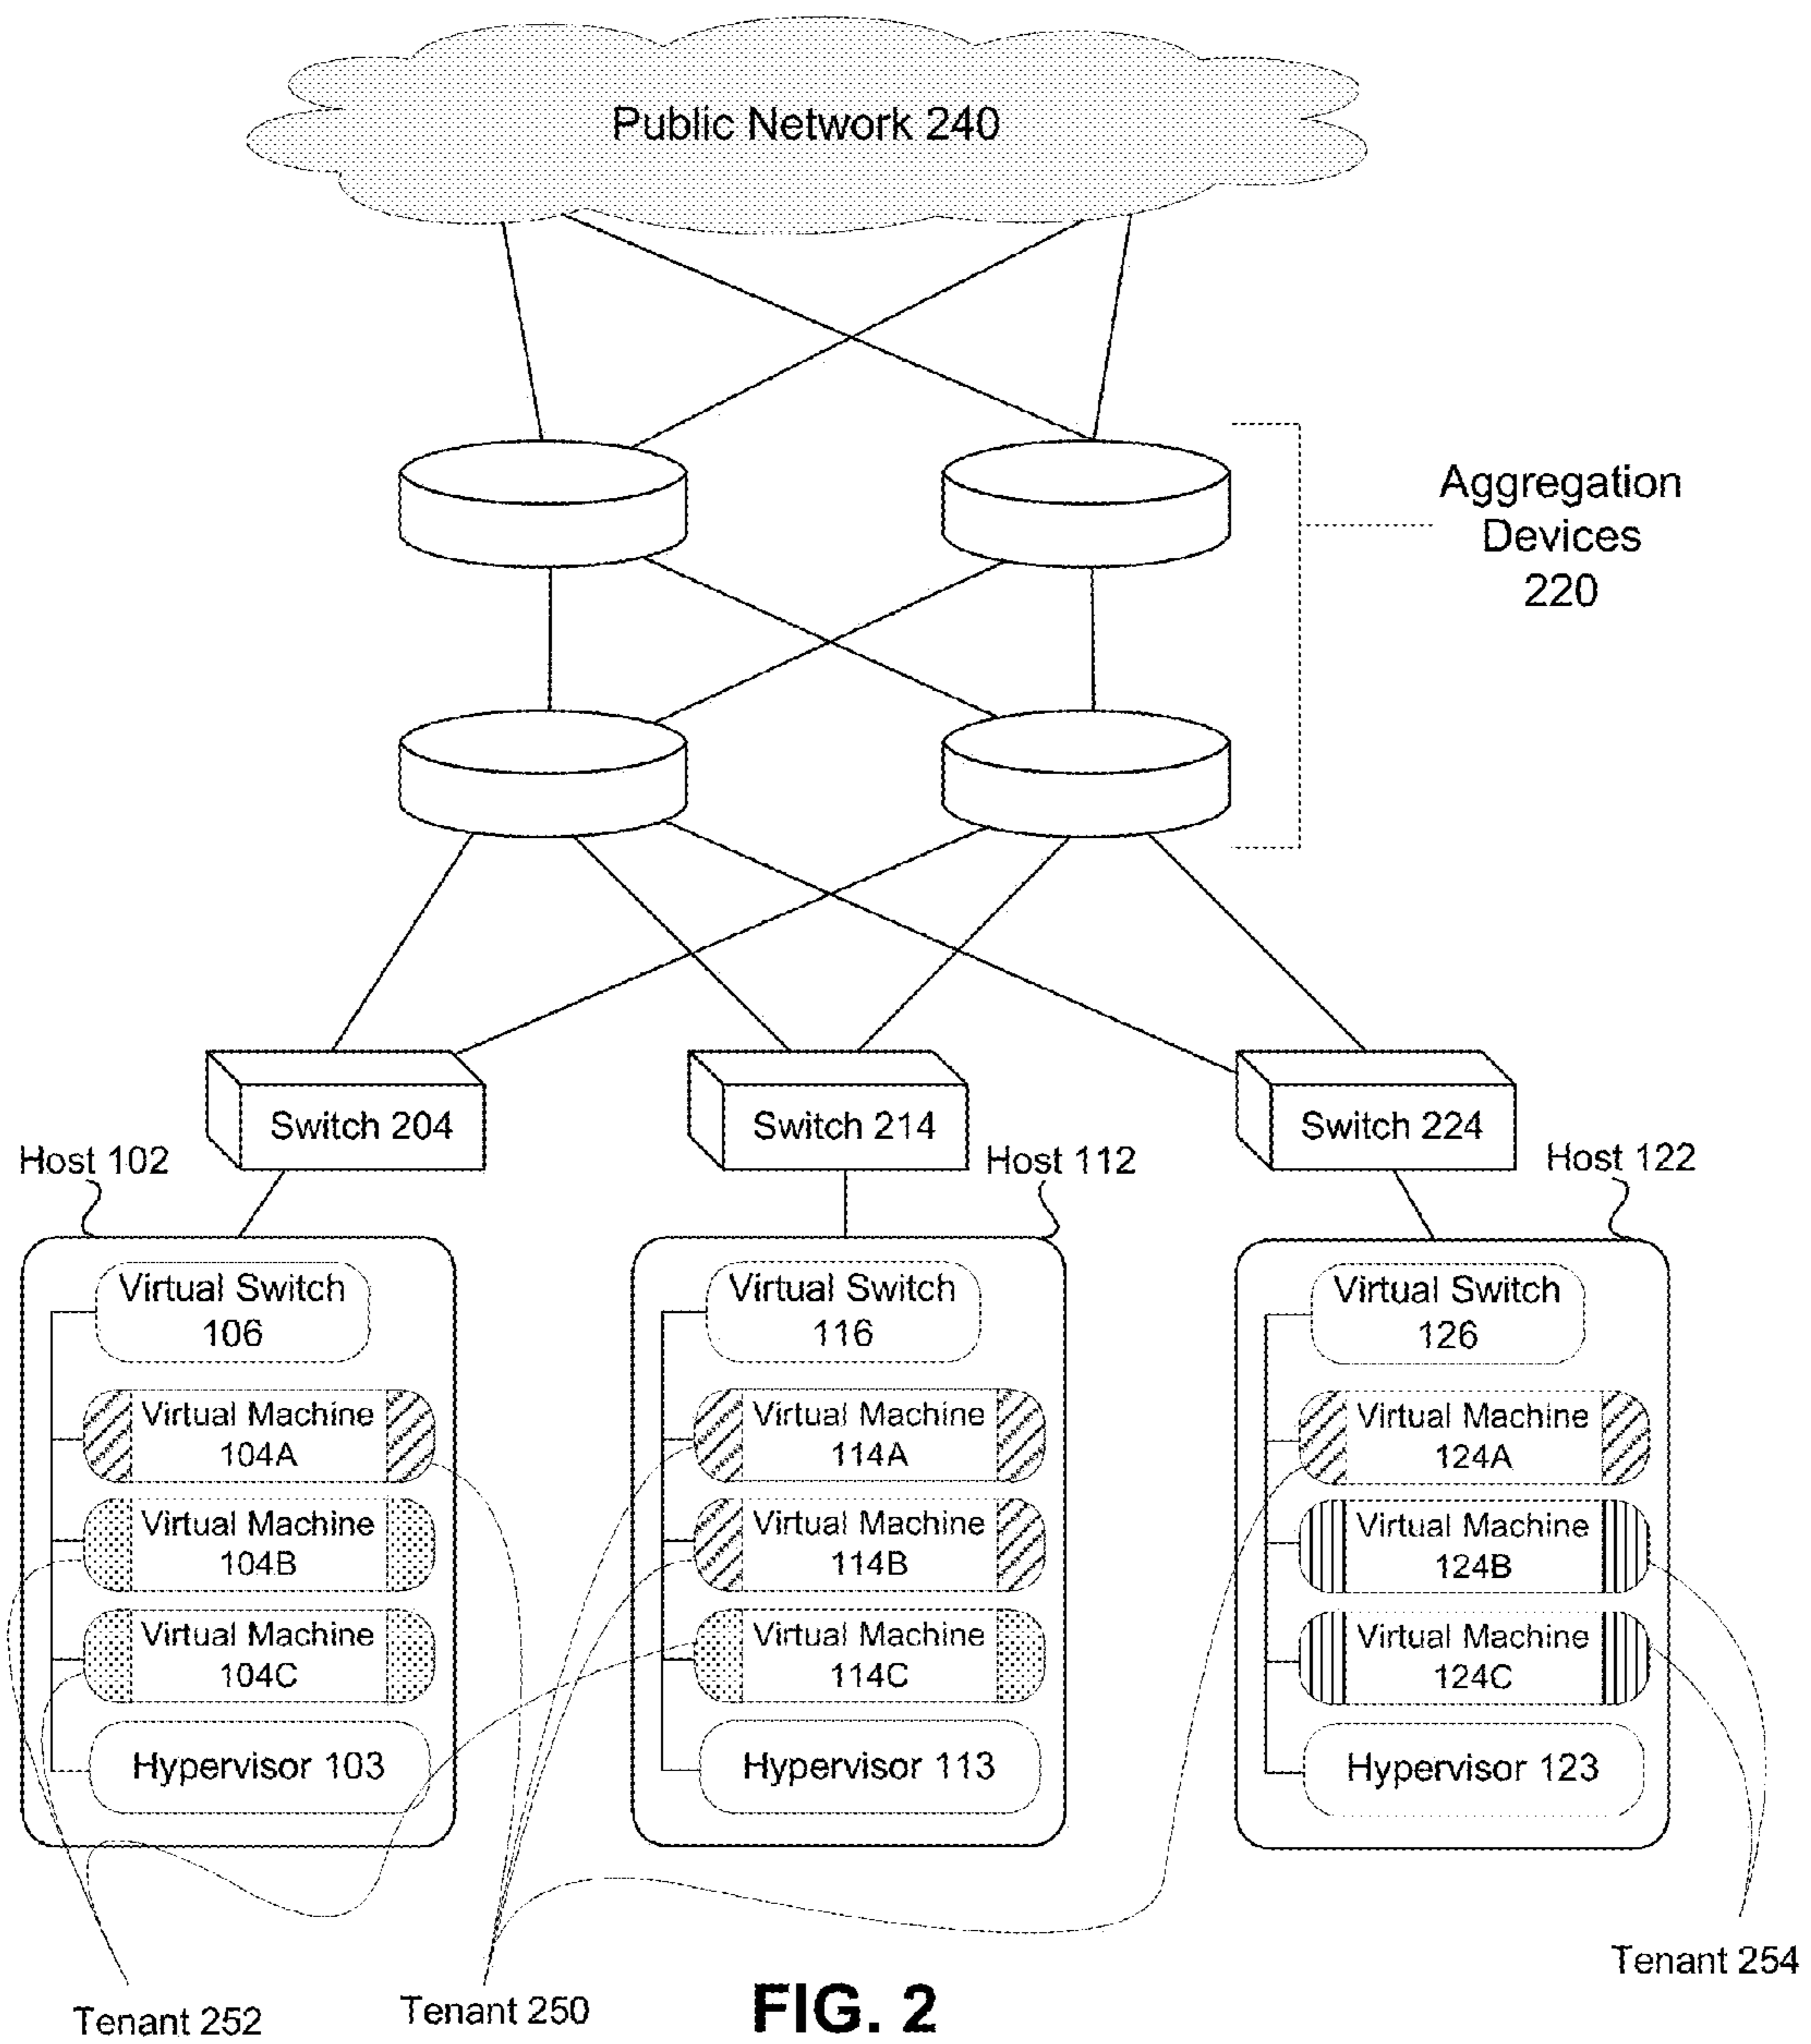 Public Network 240
Aggregation
Devices
220
Switch 204
Switch 214
Switch 224
Host 102
Host 112
Host 122
Virtual Switch
106
Virtual Machine
104A
Virtual Machine
104B
Virtual Machine
104C
Hypervisor 103
Virtual Switch
116
Virtual Machine
114A
Virtual Machine
114B
Virtual Machine
114C
Hypervisor 113
Virtual Switch
126
Virtual Machine
124A
Virtual Machine
124B
Virtual Machine
124C
Hypervisor 123
Tenant 252
Tenant 250
Tenant 254
FIG. 2